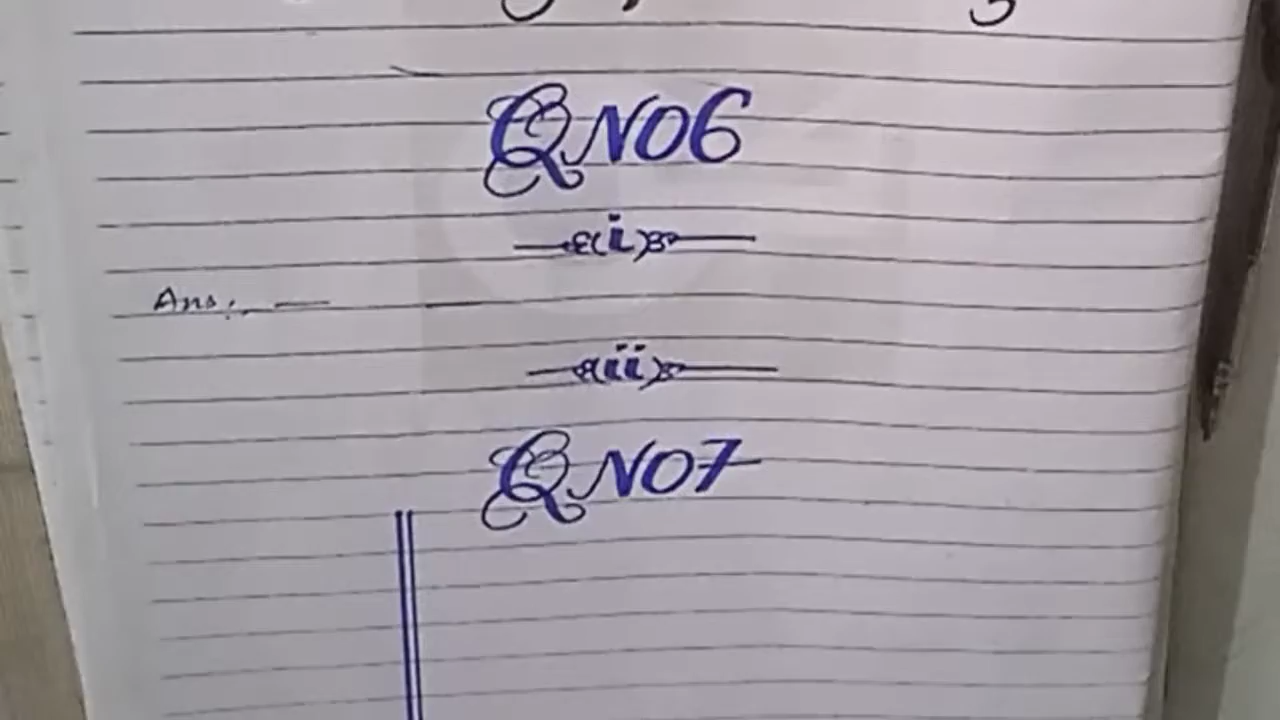 QNO6
(i)
Ans:-
(ii)
QNO7